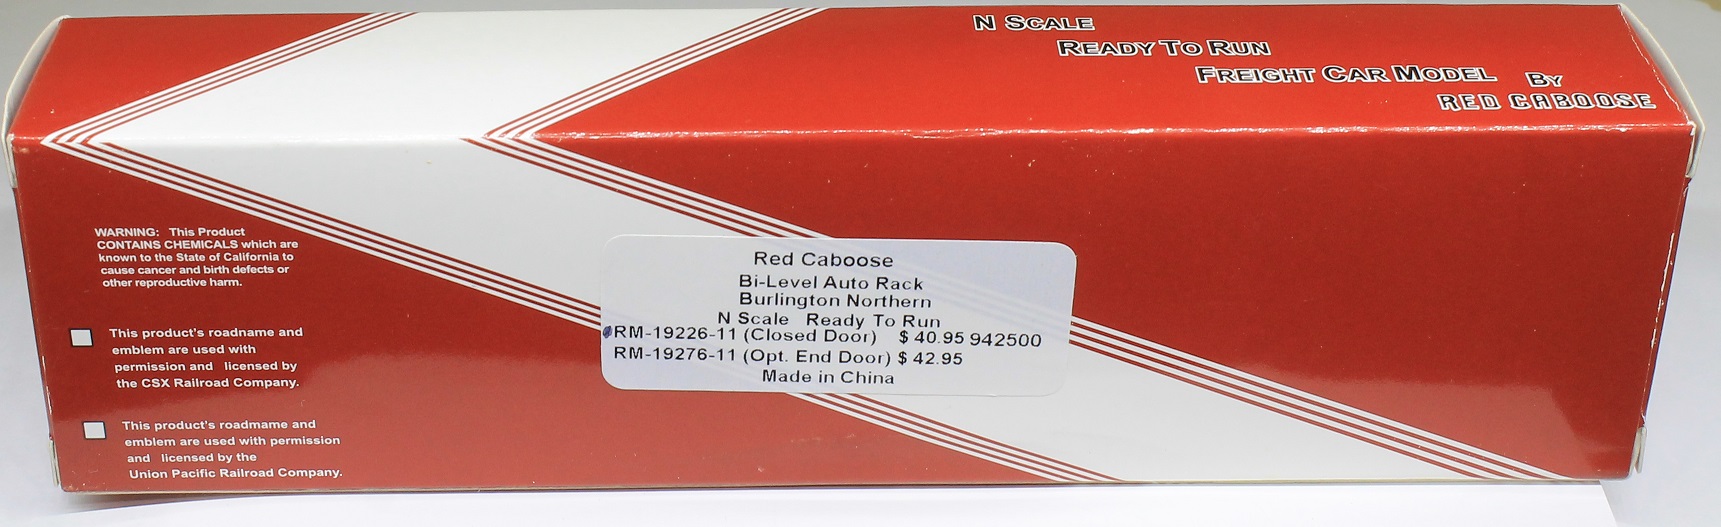 N SCALE
READY TO RUN
FREIGHT CAR MODEL BY
RED CABOOSE
WARNING: This Product
CONTAINS CHEMICALS which are
known to the State of California to
cause cancer and birth defects or
other reproductive harm.
This product's roadname and
emblem are used with
permission and licensed by
the CSX Railroad Company.
This product's roadmame and
emblem are used with permission
and licensed by the
Union Pacific Railroad Company.
Red Caboose
Bi-Level Auto Rack
Burlington Northern
N Scale Ready To Run
RM-19226-11 (Closed Door) $ 40.95 942500
RM-19276-11 (Opt. End Door) $ 42.95
Made in China